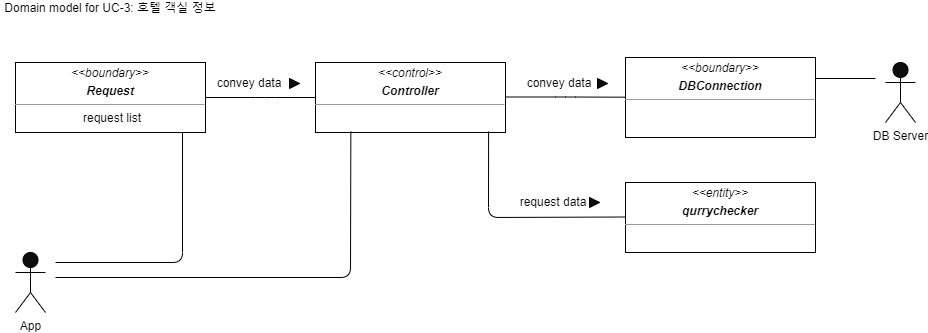 Domain model for UC-3: 호텔 객실 정보
<<boundary>>
Request
request list
convey data
<<control>>
Controller
convey data
<<boundary>>
DBConnection
DB Server
request data
<<entity>>
qurrychecker
App